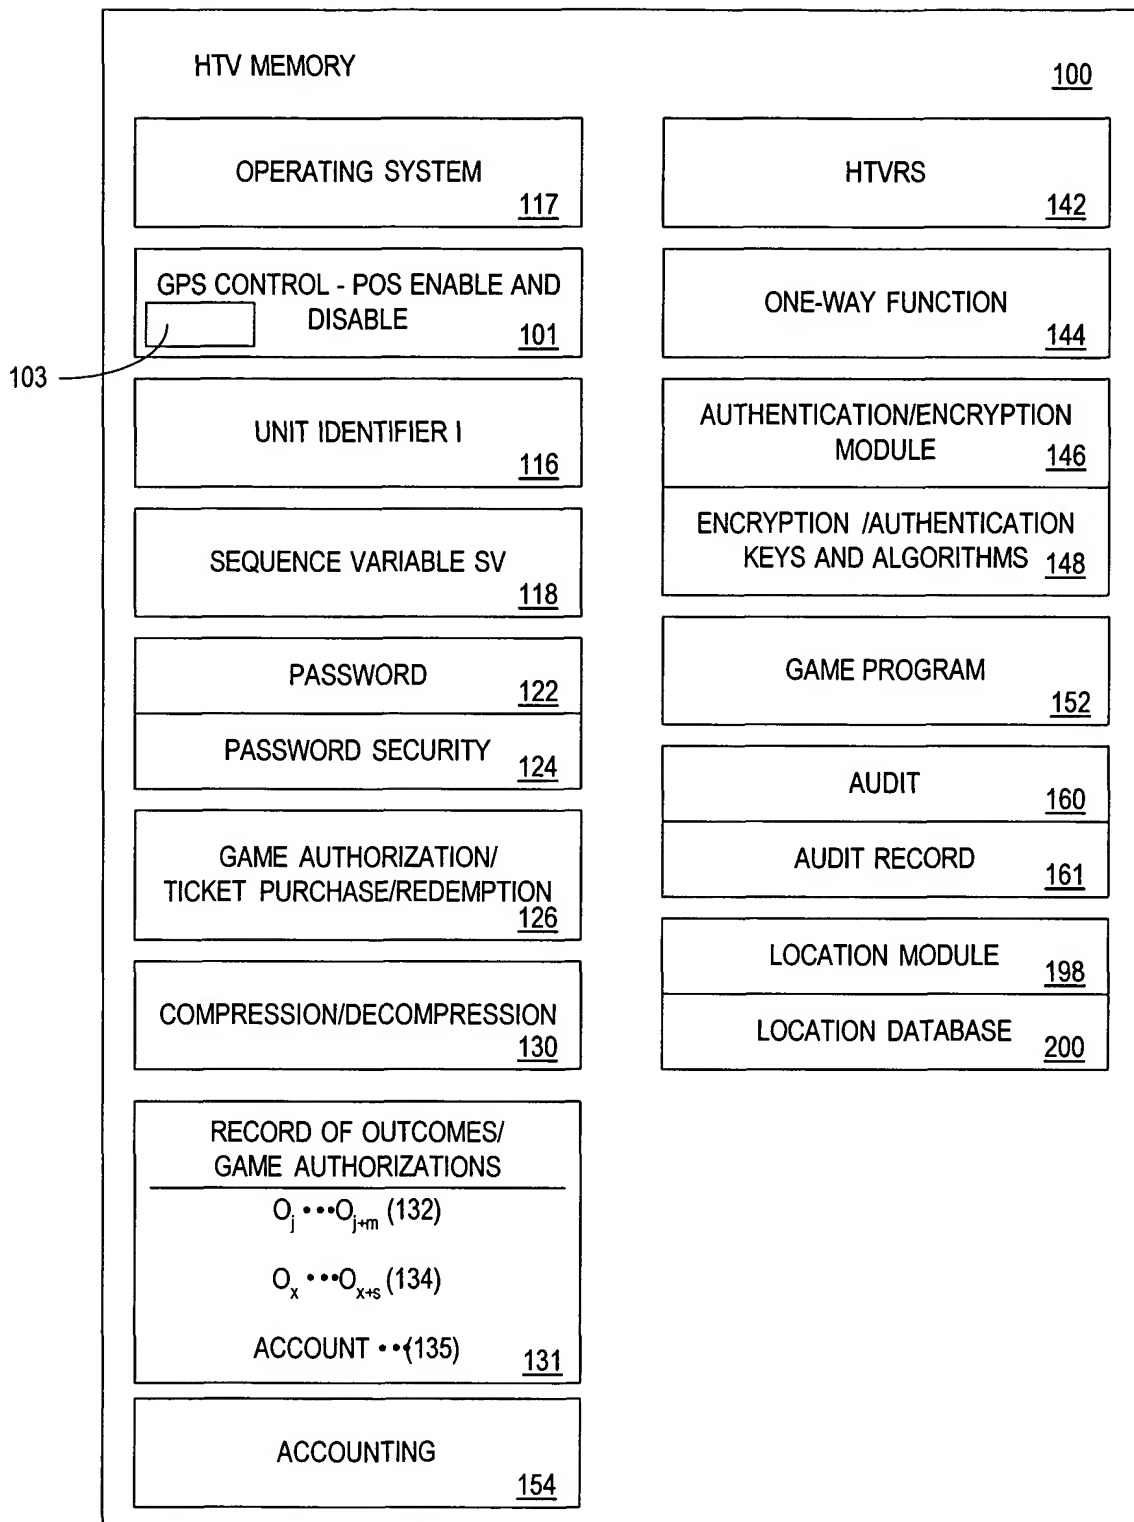 HTV MEMORY
100
OPERATING SYSTEM
117
GPS CONTROL - POS ENABLE AND
DISABLE
101
103
UNIT IDENTIFIER I
116
SEQUENCE VARIABLE SV
118
PASSWORD
122
PASSWORD SECURITY
124
GAME AUTHORIZATION/
TICKET PURCHASE/REDEMPTION
126
COMPRESSION/DECOMPRESSION
130
RECORD OF OUTCOMES/
GAME AUTHORIZATIONS
Oj •••Oj+m (132)
Ox •••Ox+s (134)
ACCOUNT •••(135)
131
ACCOUNTING
154
HTVRS
142
ONE-WAY FUNCTION
144
AUTHENTICATION/ENCRYPTION
MODULE
146
ENCRYPTION /AUTHENTICATION
KEYS AND ALGORITHMS
148
GAME PROGRAM
152
AUDIT
160
AUDIT RECORD
161
LOCATION MODULE
198
LOCATION DATABASE
200